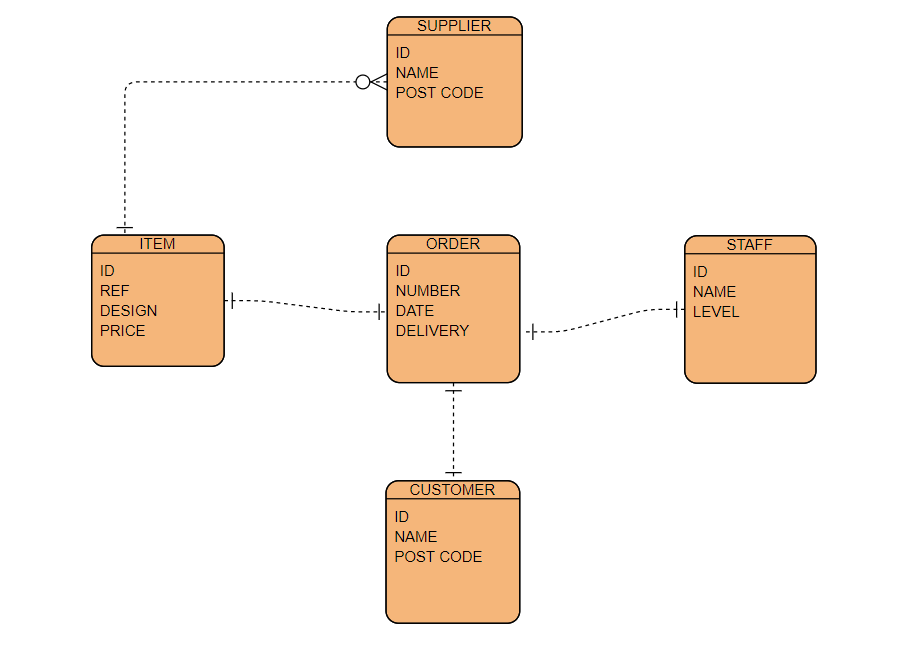 SUPPLIER
ID
NAME
POST CODE
ITEM
ID
REF
DESIGN
PRICE
ORDER
ID
NUMBER
DATE
DELIVERY
STAFF
ID
NAME
LEVEL
CUSTOMER
ID
NAME
POST CODE